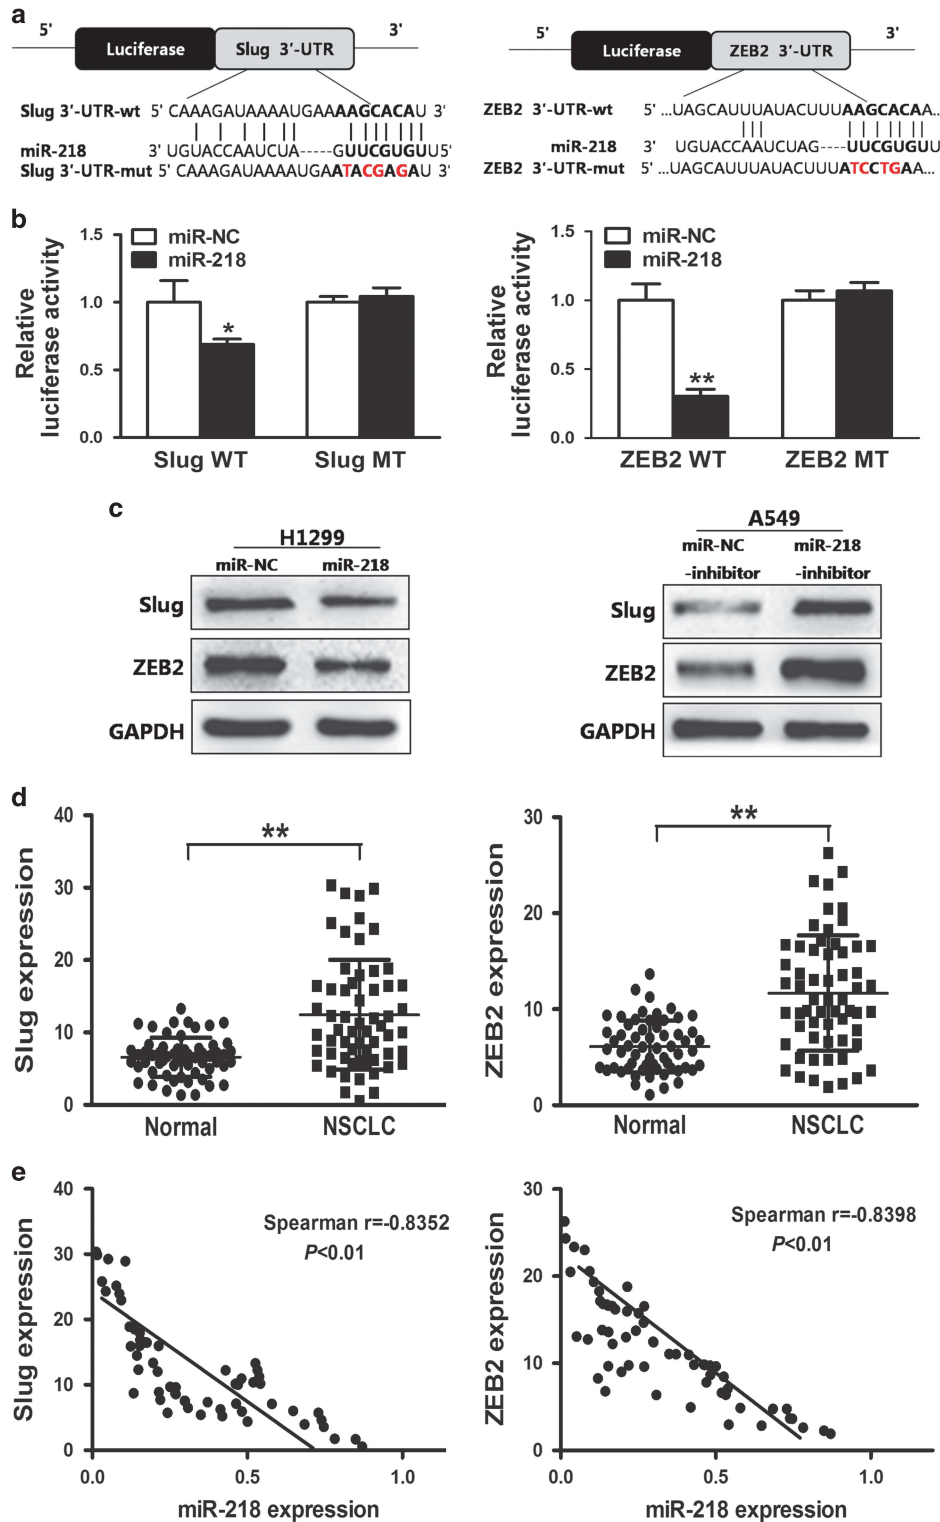 a
5' Luciferase Slug 3'-UTR 3'
Slug 3'-UTR-wt 5' CAAAGAUAAAAUGAAAAGCACAU 3'
miR-218 3' UGUACCAAUCUA-----GUUCGUGUU5'
Slug 3'-UTR-mut 5' CAAAGAUAAAAUGAATACGAGAU 3'
5' Luciferase ZEB2 3'-UTR 3'
ZEB2 3'-UTR-wt 5' ...UAGCAUUUAUACUUUAAGCACAA...
miR-218 3' UGUACCAAUCUAG----UUCGUGUU
ZEB2 3'-UTR-mut 5' ...UAGCAUUUAUACUUUATCCTGAA...
b
Relative luciferase activity
1.5
1.0
0.5
0.0
miR-NC
miR-218
*
Slug WT Slug MT
Relative luciferase activity
1.5
1.0
0.5
0.0
miR-NC
miR-218
**
ZEB2 WT ZEB2 MT
c
H1299
miR-NC miR-218
Slug
ZEB2
GAPDH
A549
miR-NC miR-218
-inhibitor -inhibitor
Slug
ZEB2
GAPDH
d
Slug expression
40
30
20
10
0
**
Normal NSCLC
ZEB2 expression
30
20
10
0
**
Normal NSCLC
e
Slug expression
40
30
20
10
0
Spearman r=-0.8352
P<0.01
0.0 0.5 1.0
miR-218 expression
ZEB2 expression
30
20
10
0
Spearman r=-0.8398
P<0.01
0.0 0.5 1.0
miR-218 expression